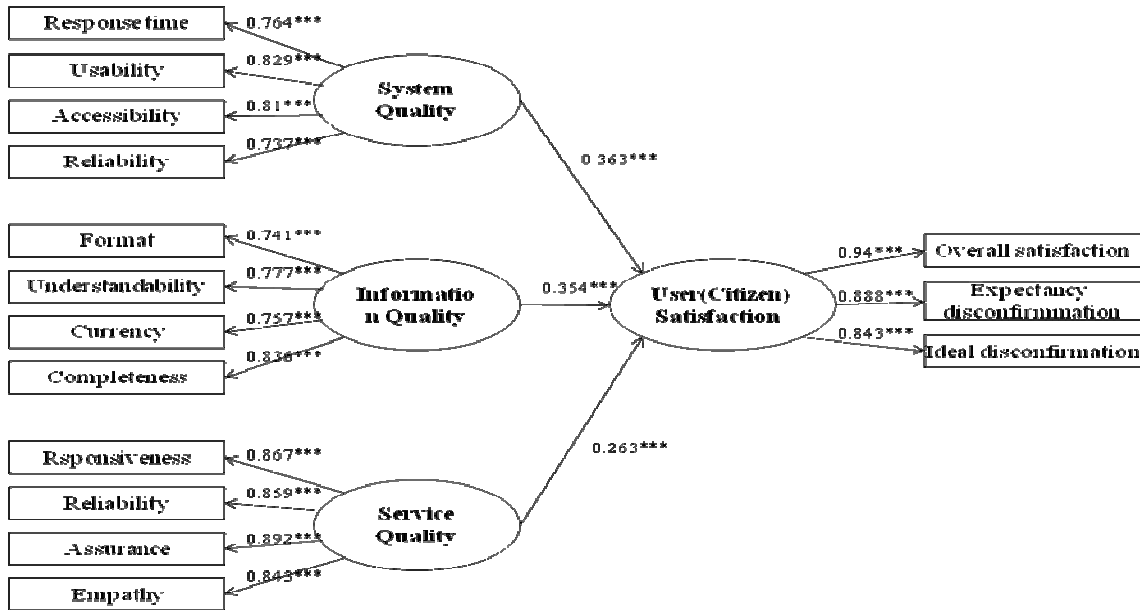 Response time
0.764***
Usability
0.829***
System
Quality
Accessibility
0.81***
Reliability
0.737***
0.363***
Format
0.741***
Understandability
0.777***
Informatio
n Quality
Currency
0.757***
Completeness
0.836***
0.354***
User(Citizen)
Satisfaction
0.94***
Overall satisfaction
0.888***
Expectancy
disconfirmmation
0.843***
Ideal disconfirmation
Rsponsiveness
0.867***
Reliability
0.859***
Service
Quality
Assurance
0.892***
Empathy
0.843***
0.263***